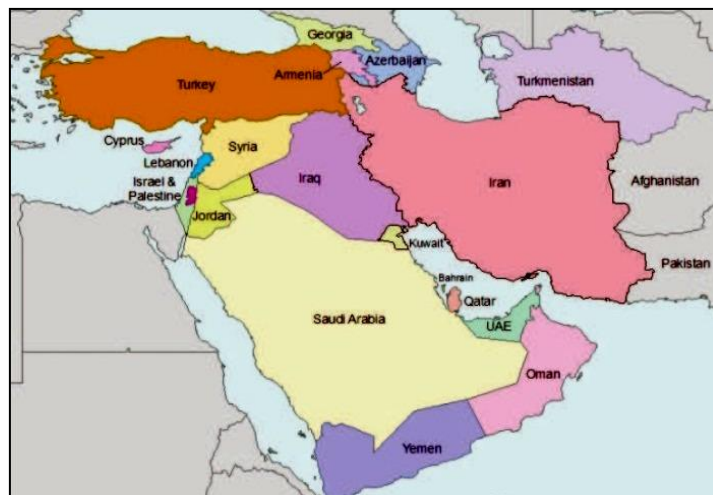 Georgia
Armenia
Azerbaijan
Turkey
Turkmenistan
Cyprus
Lebanon
Syria
Israel &
Palestine
Jordan
Iraq
Iran
Afghanistan
Kuwait
Pakistan
Bahrain
Qatar
Saudi Arabia
UAE
Oman
Yemen